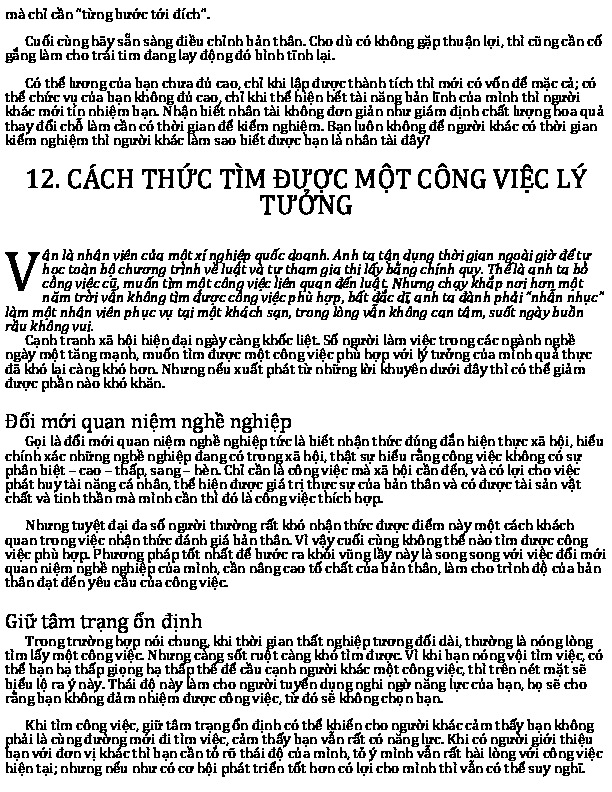 mà chỉ cần “từng bước tới đích”.
Cuối cùng hãy sẵn sàng điều chỉnh bản thân. Cho dù có không gặp thuận lợi, thì cũng cần cố
gắng làm cho trái tim đang lay động đó bình tĩnh lại.
Có thể lương của bạn chưa đủ cao, chỉ khi lập được thành tích thì mới có vốn để mặc cả; có
thể chức vụ của bạn không đủ cao, chỉ khi thể hiện hết tài năng bản lĩnh của mình thì người
khác mới tín nhiệm bạn. Nhận biết nhân tài không đơn giản như giám định chất lượng hoa quả
thay đổi chỗ làm cần có thời gian để kiểm nghiệm. Bạn luôn không để người khác có thời gian
kiểm nghiệm thì người khác làm sao biết được bạn là nhân tài đây?
12. CÁCH THỨC TÌM ĐƯỢC MỘT CÔNG VIỆC LÝ
TƯỞNG
Vân là nhân viên của một xí nghiệp quốc doanh. Anh ta tận dụng thời gian ngoài giờ để tự
học toàn bộ chương trình về luật và tự tham gia thi lấy bằng chính quy. Thế là anh ta bỏ
công việc cũ, muốn tìm một công việc liên quan đến luật. Nhưng chạy khắp nơi hơn một
năm trời vẫn không tìm được công việc phù hợp, bất đắc dĩ, anh ta đành phải “nhẫn nhục”
làm một nhân viên phục vụ tại một khách sạn, trong lòng vẫn không can tâm, suốt ngày buồn
rầu không vui.
Cạnh tranh xã hội hiện đại ngày càng khốc liệt. Số người làm việc trong các ngành nghề
ngày một tăng mạnh, muốn tìm được một công việc phù hợp với lý tưởng của mình quả thực
đã khó lại càng khó hơn. Nhưng nếu xuất phát từ những lời khuyên dưới đây thì có thể giảm
được phần nào khó khăn.
Đổi mới quan niệm nghề nghiệp
Gọi là đổi mới quan niệm nghề nghiệp tức là biết nhận thức đúng đắn hiện thực xã hội, hiểu
chính xác những nghề nghiệp đang có trong xã hội, thật sự hiểu rằng công việc không có sự
phân biệt – cao – thấp, sang – hèn. Chỉ cần là công việc mà xã hội cần đến, và có lợi cho việc
phát huy tài năng cá nhân, thể hiện được giá trị thực sự của bản thân và có được tài sản vật
chất và tinh thần mà mình cần thì đó là công việc thích hợp.
Nhưng tuyệt đại đa số người thường rất khó nhận thức được điểm này một cách khách
quan trong việc nhận thức đánh giá bản thân. Vì vậy cuối cùng không thể nào tìm được công
việc phù hợp. Phương pháp tốt nhất để bước ra khỏi vũng lầy này là song song với việc đổi mới
quan niệm nghề nghiệp của mình, cần nâng cao tố chất của bản thân, làm cho trình độ của bản
thân đạt đến yêu cầu của công việc.
Giữ tâm trạng ổn định
Trong trường hợp nói chung, khi thời gian thất nghiệp tương đối dài, thường là nóng lòng
tìm lấy một công việc. Nhưng càng sốt ruột càng khó tìm được. Vì khi bạn nóng vội tìm việc, có
thể bạn hạ thấp giọng hạ thấp thế để cầu cạnh người khác một công việc, thì trên nét mặt sẽ
biểu lộ ra ý này. Thái độ này làm cho người tuyển dụng nghi ngờ năng lực của bạn, họ sẽ cho
rằng bạn không đảm nhiệm được công việc, từ đó sẽ không chọn bạn.
Khi tìm công việc, giữ tâm trạng ổn định có thể khiến cho người khác cảm thấy bạn không
phải là cùng đường mới đi tìm việc, cảm thấy bạn vẫn rất có năng lực. Khi có người giới thiệu
bạn với đơn vị khác thì bạn cần tỏ rõ thái độ của mình, tỏ ý mình vẫn rất hài lòng với công việc
hiện tại; nhưng nếu như có cơ hội phát triển tốt hơn có lợi cho mình thì vẫn có thể suy nghĩ.